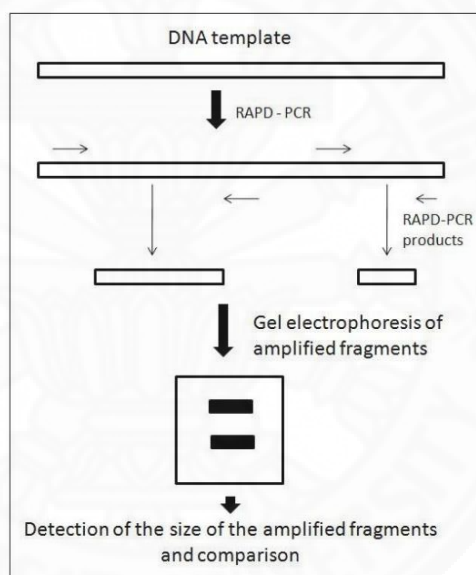 DNA template
RAPD - PCR
RAPD-PCR
products
Gel electrophoresis of
amplified fragments
Detection of the size of the amplified fragments
and comparison